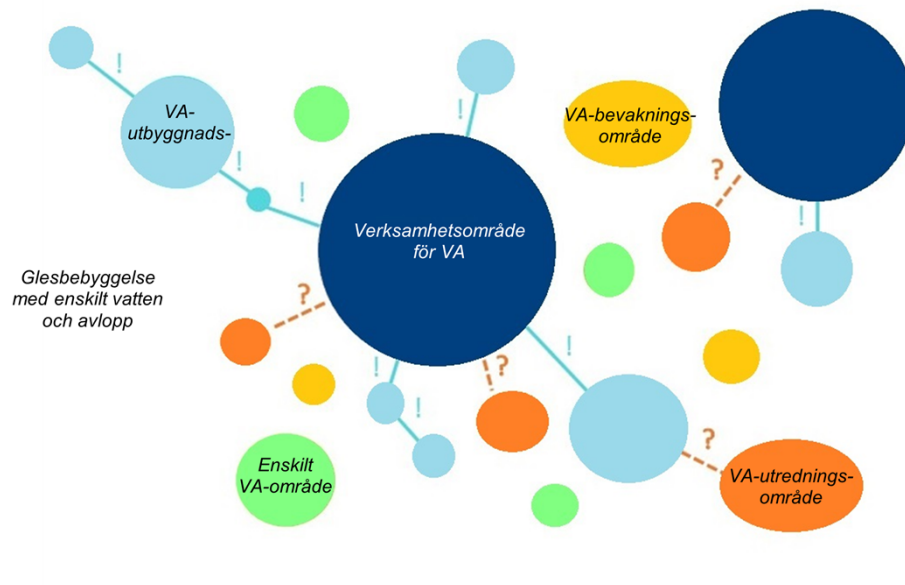 VA-
utbyggnads-
VA-bevaknings-
område
Verksamhetsområde
för VA
Glesbebyggelse
med enskilt vatten
och avlopp
Enskilt
VA-område
VA-utrednings-
område
!
!
!
!
!
!
!
!
?
?
?
?